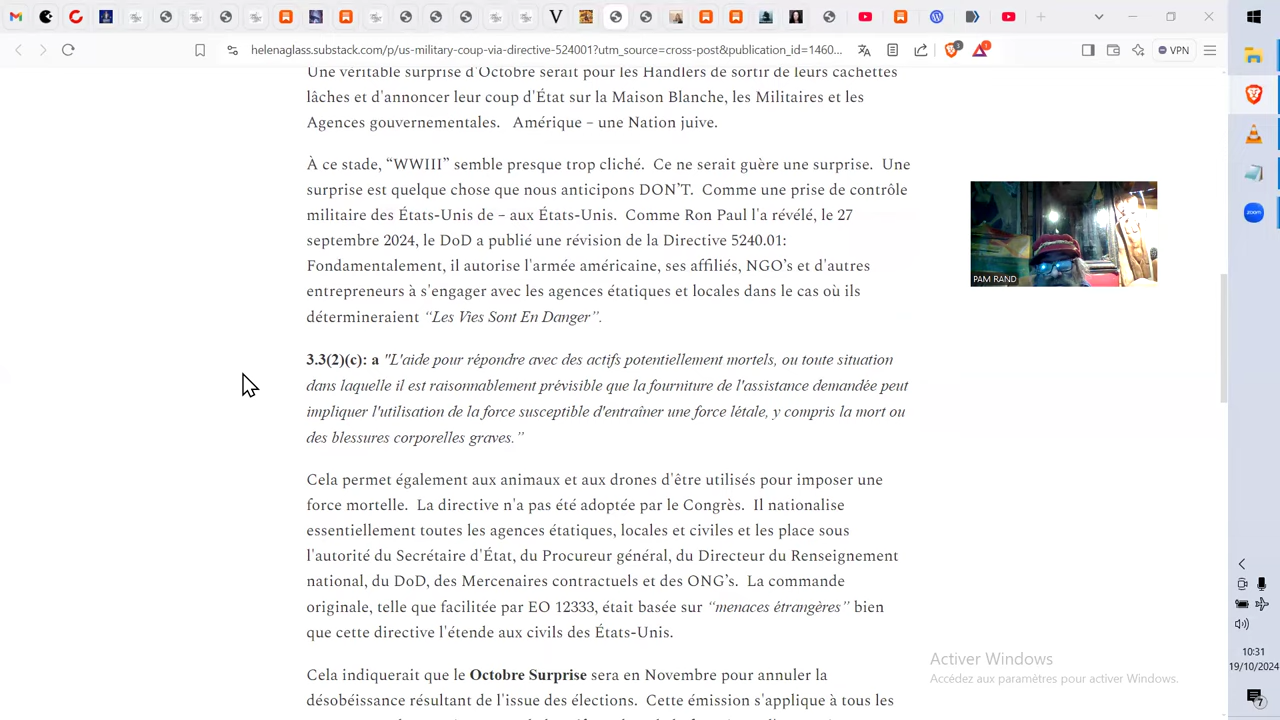 helenaglass.substack.com/p/us-military-coup-via-directive-524001?utm_source=cross-post&publication_id=1460...
VPN
Une véritable surprise d'Octobre serait pour les Handlers de sortir de leurs cachettes
lâches et d'annoncer leur coup d'État sur la Maison Blanche, les Militaires et les
Agences gouvernementales.   Amérique – une Nation juive.
À ce stade, “WWIII” semble presque trop cliché.  Ce ne serait guère une surprise.  Une
surprise est quelque chose que nous anticipons DON’T.  Comme une prise de contrôle
militaire des États-Unis de – aux États-Unis.  Comme Ron Paul l'a révélé, le 27
septembre 2024, le DoD a publié une révision de la Directive 5240.01:
Fondamentalement, il autorise l'armée américaine, ses affiliés, NGO’s et d'autres
entrepreneurs à s'engager avec les agences étatiques et locales dans le cas où ils
détermineraient “Les Vies Sont En Danger”.
PAM RAND
3.3(2)(c): a "L'aide pour répondre avec des actifs potentiellement mortels, ou toute situation
dans laquelle il est raisonnablement prévisible que la fourniture de l'assistance demandée peut
impliquer l'utilisation de la force susceptible d'entraîner une force létale, y compris la mort ou
des blessures corporelles graves.”
Cela permet également aux animaux et aux drones d'être utilisés pour imposer une
force mortelle.  La directive n'a pas été adoptée par le Congrès.  Il nationalise
essentiellement toutes les agences étatiques, locales et civiles et les place sous
l'autorité du Secrétaire d'État, du Procureur général, du Directeur du Renseignement
national, du DoD, des Mercenaires contractuels et des ONG’s.  La commande
originale, telle que facilitée par EO 12333, était basée sur “menaces étrangères” bien
que cette directive l'étende aux civils des États-Unis.
Cela indiquerait que le Octobre Surprise sera en Novembre pour annuler la
désobéissance résultant de l'issue des élections.  Cette émission s'applique à tous les
Activer Windows
Accédez aux paramètres pour activer Windows.
zoom
10:31
19/10/2024
7